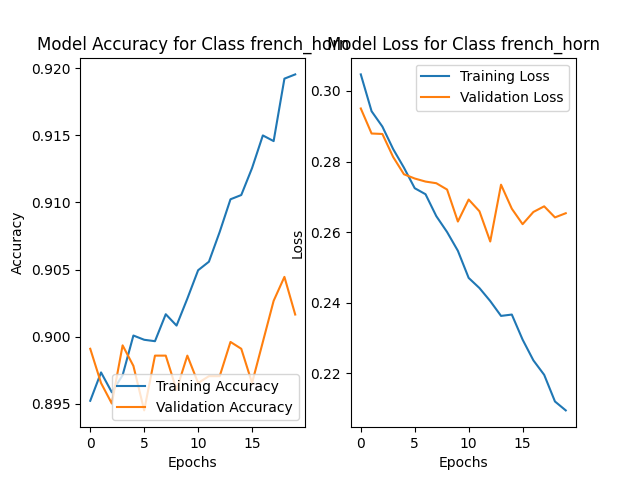 Model Accuracy for Class french_horn
0.920
0.915
0.910
0.905
0.900
0.895
Accuracy
0
5
10
15
Epochs
Training Accuracy
Validation Accuracy
Model Loss for Class french_horn
0.30
0.28
0.26
0.24
0.22
Loss
0
5
10
15
Epochs
Training Loss
Validation Loss